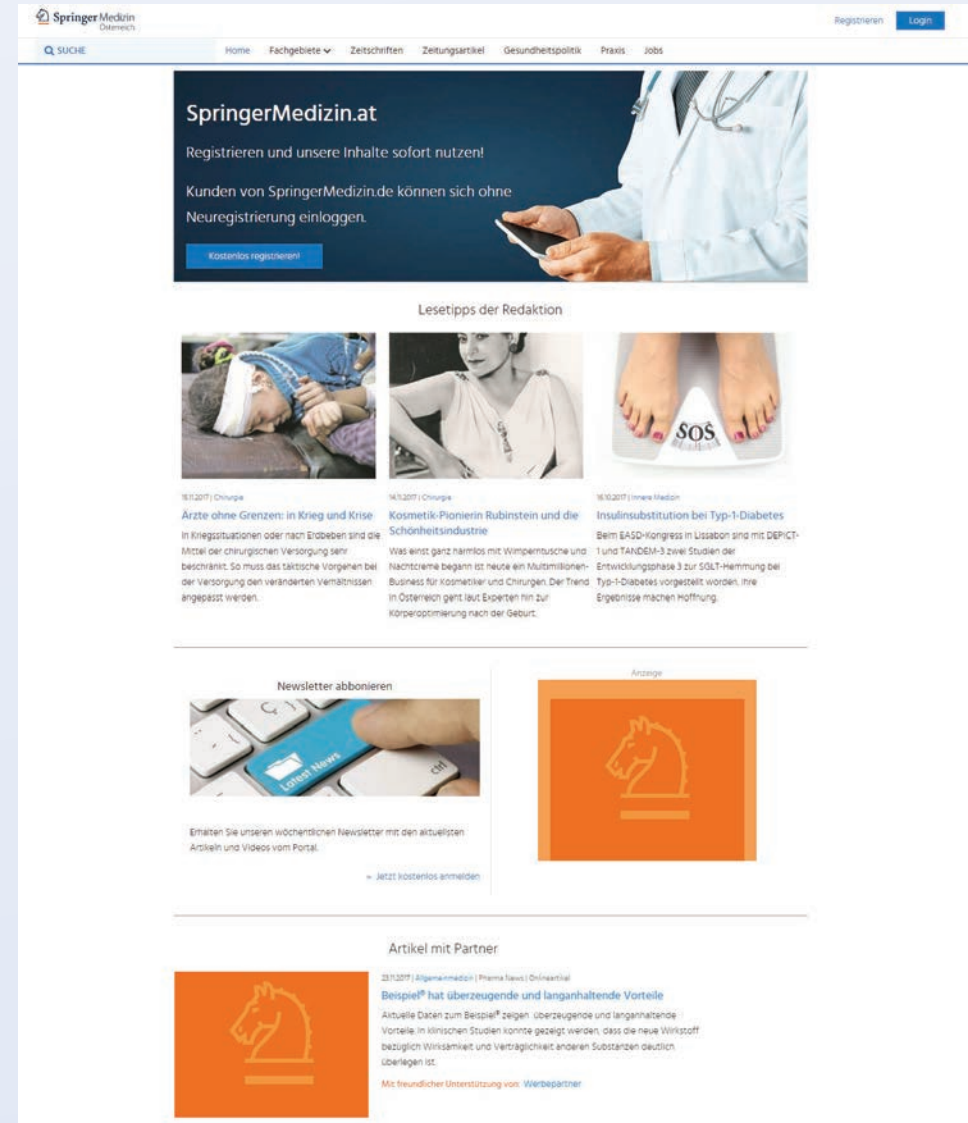 Springer Medizin
Österreich
Registrieren
Login
SUCHE
Home
Fachgebiete
Zeitschriften
Zeitungsartikel
Gesundheitspolitik
Praxis
Jobs
SpringerMedizin.at
Registrieren und unsere Inhalte sofort nutzen!
Kunden von SpringerMedizin.de können sich ohne
Neuregistrierung einloggen.
Kostenlos registrieren!
Lesetipps der Redaktion
SOS
15.11.2017 | Chirurgie
Ärzte ohne Grenzen: in Krieg und Krise
In Kriegssituationen oder nach Erdbeben sind die
Mittel der chirurgischen Versorgung sehr
beschränkt. So muss das taktische Vorgehen bei
der Versorgung den veränderten Verhältnissen
angepasst werden.
14.11.2017 | Chirurgie
Kosmetik-Pionierin Rubinstein und die
Schönheitsindustrie
Was einst ganz harmlos mit Wimperntusche und
Nachtcreme begann ist heute ein Multimillionen-
Business für Kosmetiker und Chirurgen. Der Trend
in Österreich geht laut Experten hin zur
Körperoptimierung nach der Geburt.
16.10.2017 | Innere Medizin
Insulinsubstitution bei Typ-1-Diabetes
Beim EASD-Kongress in Lissabon sind mit DEPICT-
1 und TANDEM-3 zwei Studien der
Entwicklungsphase 3 zur SGLT-Hemmung bei
Typ-1-Diabetes vorgestellt worden. Ihre
Ergebnisse machen Hoffnung.
Newsletter abbonieren
Latest News
ctrl
Erhalten Sie unseren wöchentlichen Newsletter mit den aktuellsten
Artikeln und Videos vom Portal.
» Jetzt kostenlos anmelden
Anzeige
Artikel mit Partner
23.11.2017 | Allgemeinmedizin | Pharma News | Onlineartikel
Beispiel® hat überzeugende und langanhaltende Vorteile
Aktuelle Daten zum Beispiel® zeigen überzeugende und langanhaltende
Vorteile. In klinischen Studien konnte gezeigt werden, dass die neue Wirkstoff
bezüglich Wirksamkeit und Verträglichkeit anderen Substanzen deutlich
überlegen ist.
Mit freundlicher Unterstützung von: Werbepartner